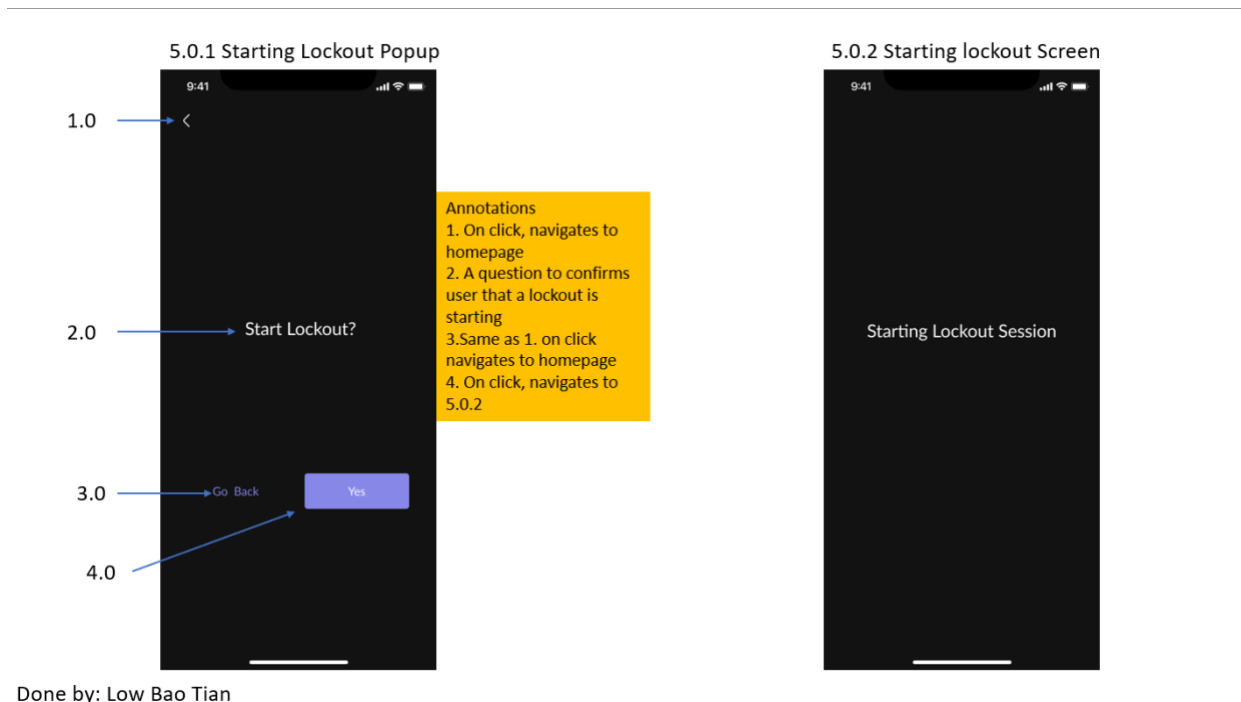 5.0.1 Starting Lockout Popup
5.0.2 Starting lockout Screen
9:41
9:41
1.0
Annotations
1. On click, navigates to
homepage
2. A question to confirms
user that a lockout is
starting
3.Same as 1. on click
navigates to homepage
4. On click, navigates to
5.0.2
2.0
Start Lockout?
Starting Lockout Session
3.0
Go Back
Yes
4.0
Done by: Low Bao Tian